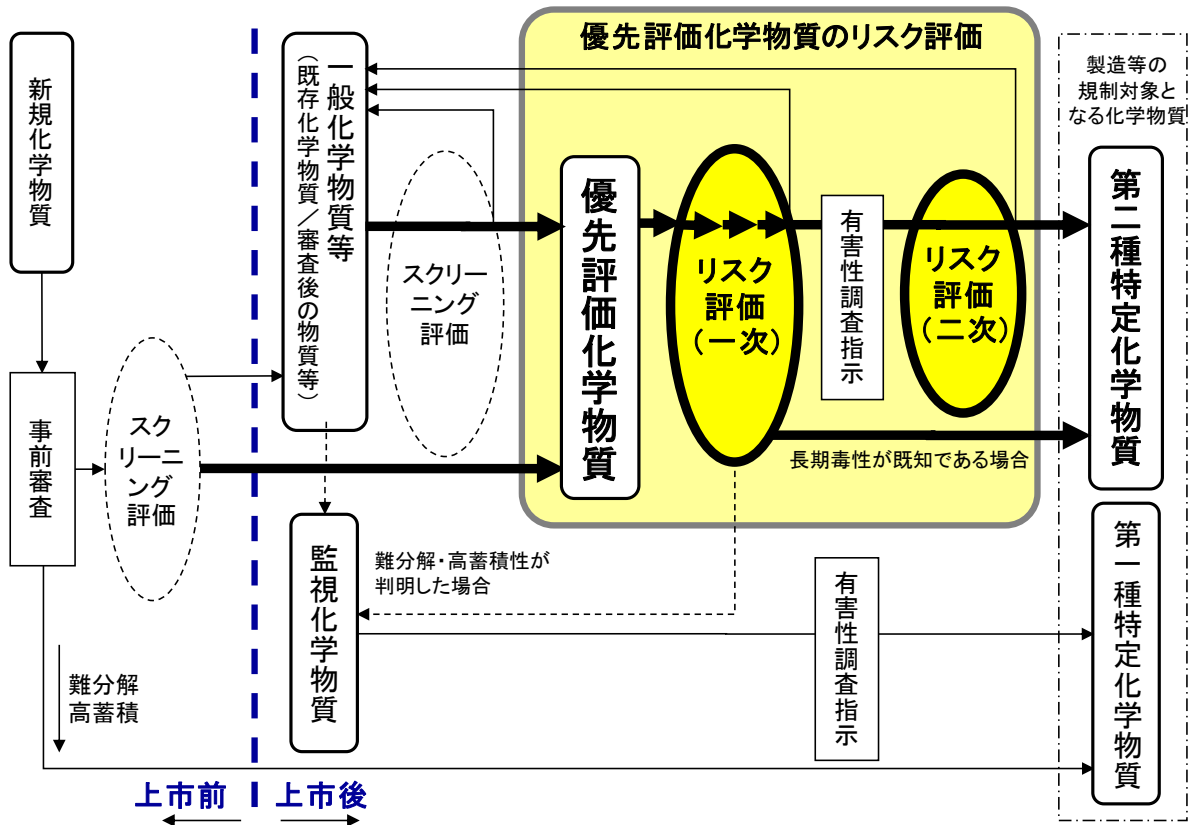 優先評価化学物質のリスク評価
新規化学物質
一般化学物質等
（既存化学物質／審査後の物質等）
製造等の
規制対象と
なる化学物質
スクリー
ニング
評価
優先評価化学物質
リスク
評価
（一次）
有害性調査指示
リスク
評価
（二次）
第二種特定化学物質
事前審査
スク
リーニ
ング
評価
長期毒性が既知である場合
監視化学物質
難分解・高蓄積性が
判明した場合
有害性調査指示
第一種特定化学物質
難分解
高蓄積
上市前
上市後